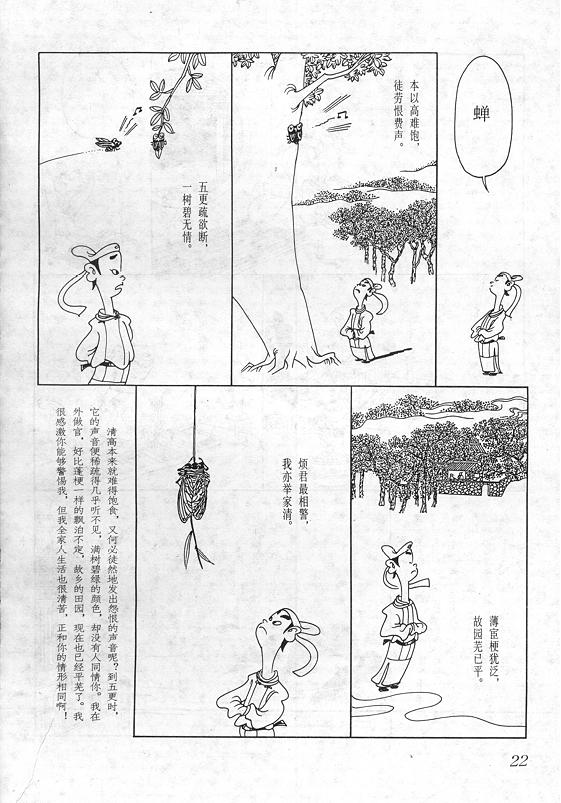 蝉
本以高难饱，
徒劳恨费声。
五更疏欲断，
一树碧无情。
薄宦梗犹泛，
故园芜已平。
烦君最相警，
我亦举家清。
清高本来就难得饱食，又何必徒然地发出怨恨的声音呢？到五更时，
它的声音便稀疏得几乎听不见，满树碧绿的颜色，却没有人同情你。我在
外做官，好比蓬梗一样的飘泊不定，故乡的田园，现在也已经平芜了。我
很感激你能够警惕我，但我全家人生活也很清苦，正和你的情形相同啊！
22